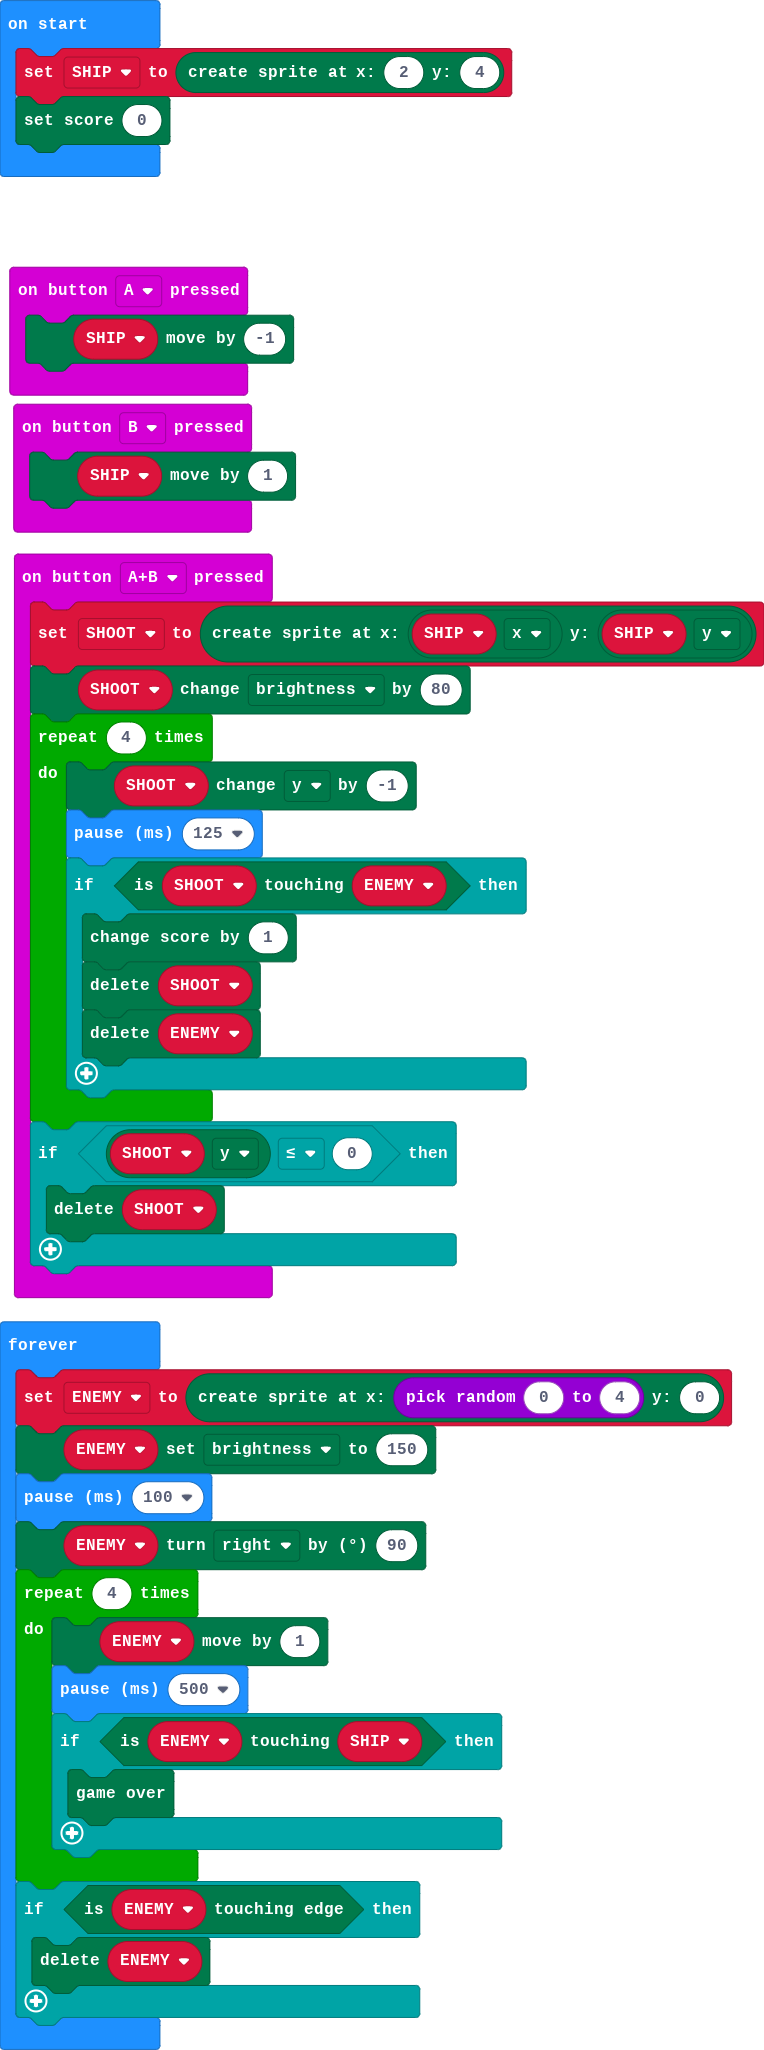 on start
set SHIP to create sprite at x: 2 y: 4
set score 0
on button A pressed
SHIP move by -1
on button B pressed
SHIP move by 1
on button A+B pressed
set SHOOT to create sprite at x: SHIP x y: SHIP y
SHOOT change brightness by 80
repeat 4 times
do
SHOOT change y by -1
pause (ms) 125
if is SHOOT touching ENEMY then
change score by 1
delete SHOOT
delete ENEMY
if SHOOT y ≤ 0 then
delete SHOOT
forever
set ENEMY to create sprite at x: pick random 0 to 4 y: 0
ENEMY set brightness to 150
pause (ms) 100
ENEMY turn right by (°) 90
repeat 4 times
do
ENEMY move by 1
pause (ms) 500
if is ENEMY touching SHIP then
game over
if is ENEMY touching edge then
delete ENEMY